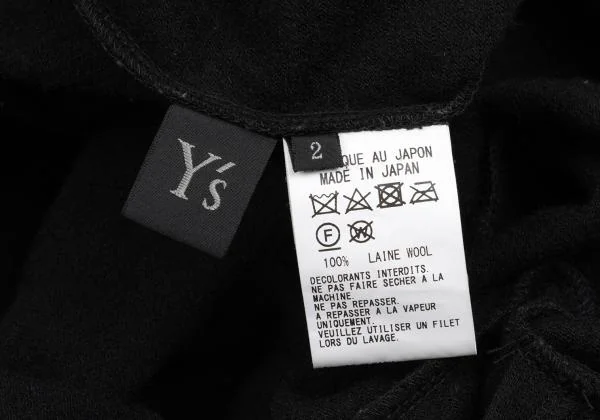 Y's
2
QUE AU JAPON
MADE IN JAPAN
F W
100% LAINE WOOL
DECOLORANTS INTERDITS.
NE PAS FAIRE SECHER A LA
MACHINE.
NE PAS REPASSER.
A REPASSER A LA VAPEUR
UNIQUEMENT.
VEUILLEZ UTILISER UN FILET
LORS DU LAVAGE.